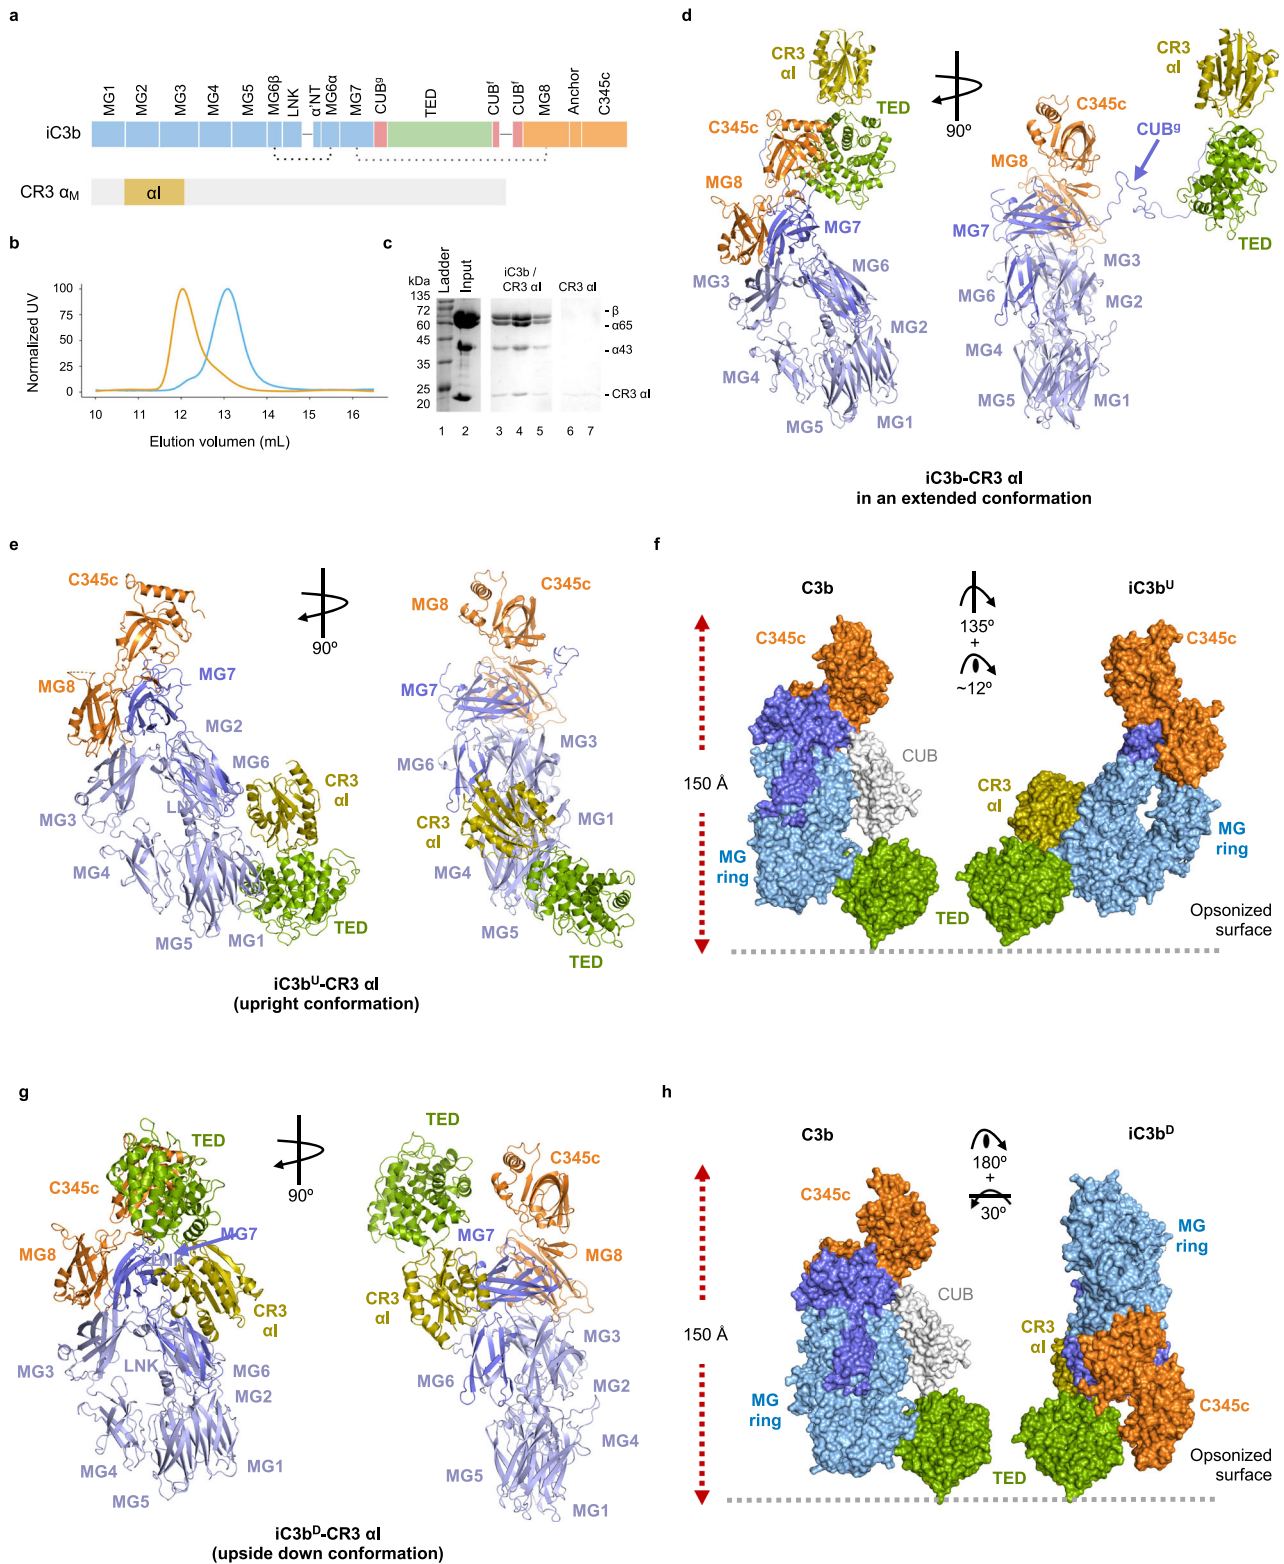 a
MG1
MG2
MG3
MG4
MG5
MG6β
LNK
α'NT
MG6α
MG7
CUBᵍ
TED
CUBᶠ
CUBᶠ
MG8
Anchor
C345c
iC3b
CR3 αM
αI
b
Normalized UV
100
75
50
25
0
10
11
12
13
14
15
16
Elution volumen (mL)
c
kDa
Ladder
Input
iC3b /
CR3 αI
CR3 αI
135
72
60
45
35
25
20
- β
- α65
- α43
- CR3 αI
1
2
3
4
5
6
7
d
CR3
αI
TED
C345c
MG8
MG7
MG3
MG6
MG2
MG4
MG5
MG1
90º
CR3
αI
C345c
CUBᵍ
MG8
MG7
TED
MG3
MG6
MG2
MG4
MG5
MG1
iC3b-CR3 αI
in an extended conformation
e
C345c
MG7
MG8
MG2
MG6
CR3
αI
LNK
MG3
MG4
MG5
MG1
TED
90º
C345c
MG8
MG7
MG3
MG6
CR3
αI
MG1
MG4
MG5
TED
iC3bᵁ-CR3 αI
(upright conformation)
f
C3b
iC3bᵁ
C345c
C345c
135º
+
~12º
CUB
150 Å
CR3
αI
MG
ring
MG
ring
TED
Opsonized
surface
g
TED
C345c
MG7
MG8
LNK
CR3
αI
MG3
LNK
MG6
MG2
MG4
MG1
MG5
90º
TED
C345c
MG7
MG8
CR3
αI
MG3
MG6
MG2
MG4
MG5
MG1
iC3bᴰ-CR3 αI
(upside down conformation)
h
C3b
iC3bᴰ
C345c
180º
+
30º
MG
ring
CUB
150 Å
CR3
αI
MG
ring
C345c
TED
Opsonized
surface